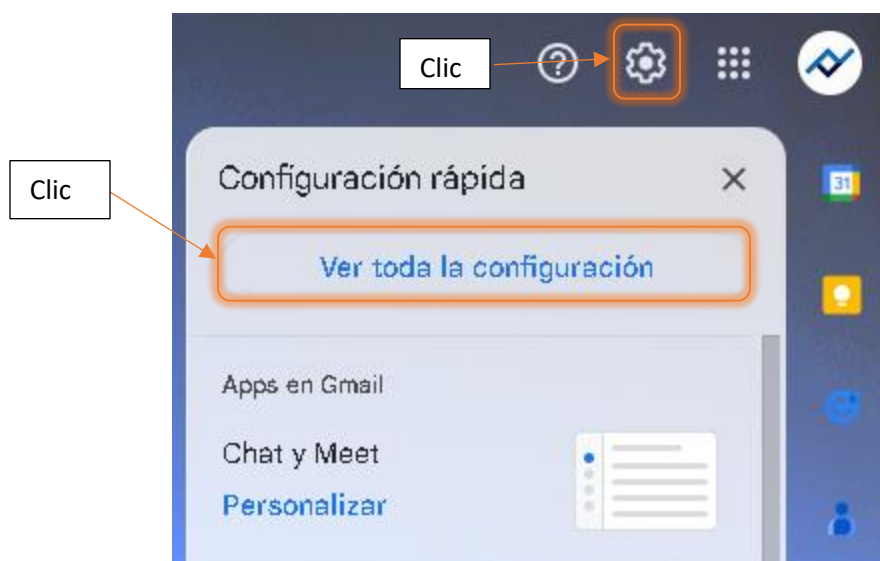 Clic
Configuración rápida
Clic
31
Ver toda la configuración
Apps en Gmail
Chat y Meet
Personalizar